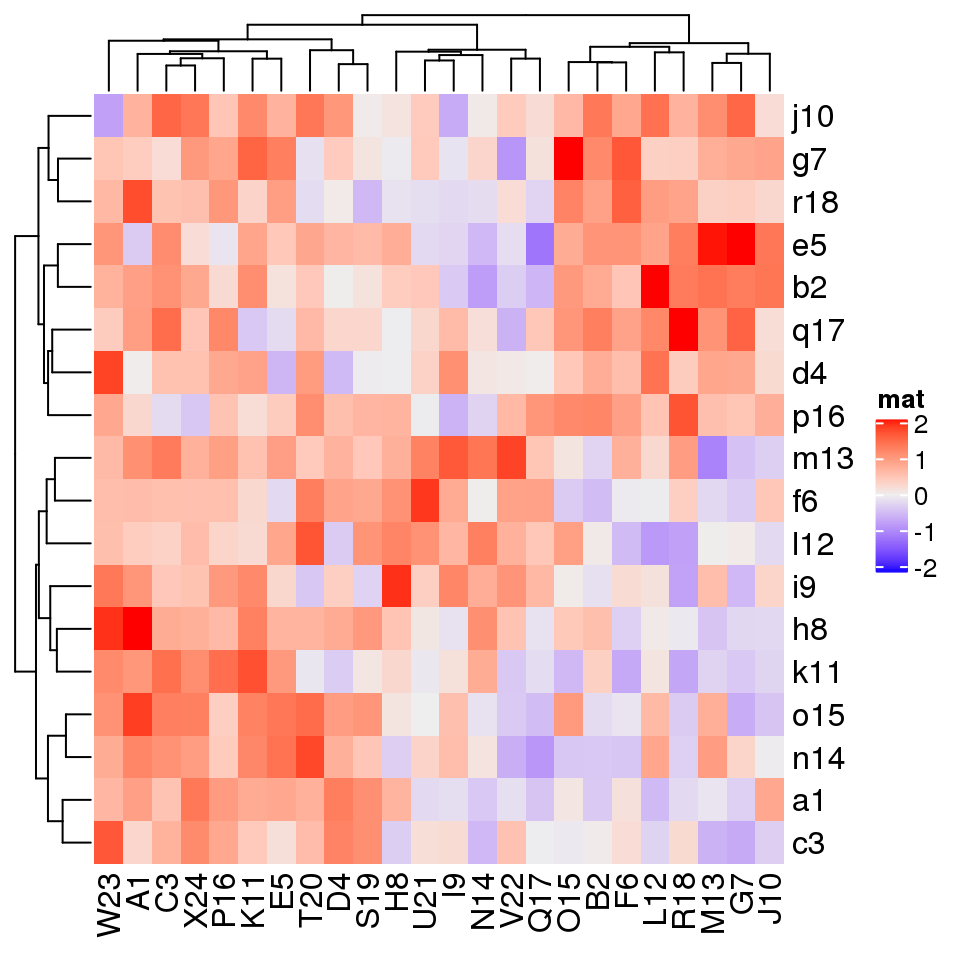 j10
g7
r18
e5
b2
q17
d4
p16
m13
f6
l12
i9
h8
k11
o15
n14
a1
c3
W23 A1 C3 X24 P16 K11 E5 T20 D4 S19 H8 U21 I9 N14 V22 Q17 O15 B2 F6 L12 R18 M13 G7 J10
mat
2
1
0
-1
-2